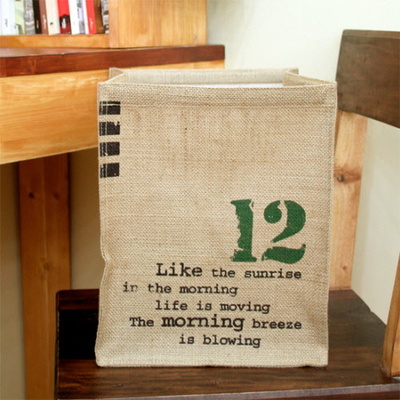 12
Like the sunrise
in the morning
life is moving
The morning breeze
is blowing